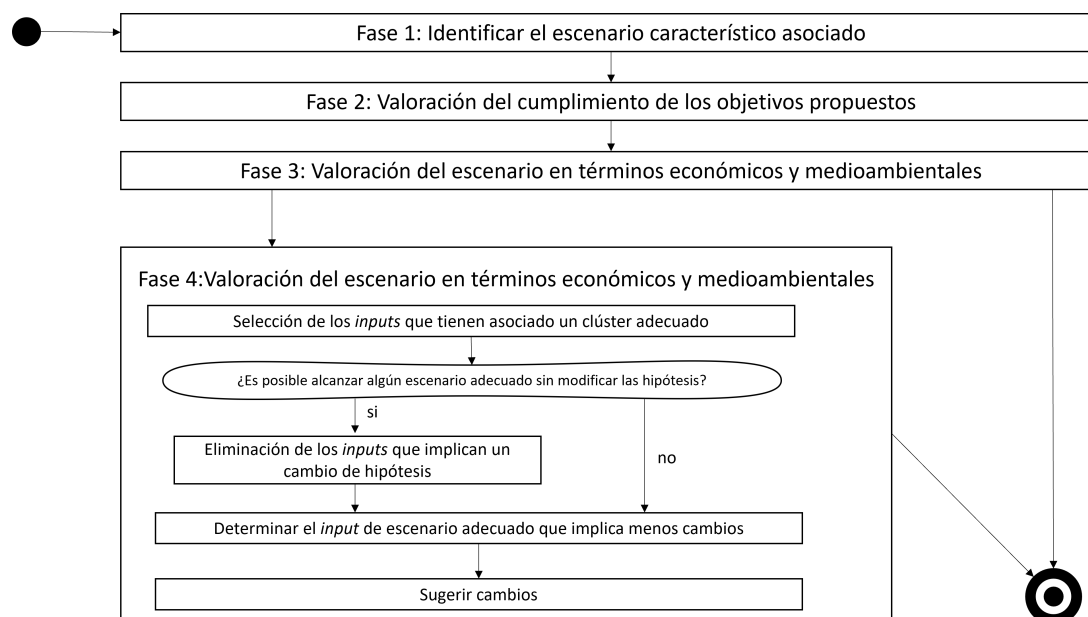 Fase 1: Identificar el escenario característico asociado
Fase 2: Valoración del cumplimiento de los objetivos propuestos
Fase 3: Valoración del escenario en términos económicos y medioambientales
Fase 4:Valoración del escenario en términos económicos y medioambientales
Selección de los inputs que tienen asociado un clúster adecuado
¿Es posible alcanzar algún escenario adecuado sin modificar las hipótesis?
si
Eliminación de los inputs que implican un
cambio de hipótesis
no
Determinar el input de escenario adecuado que implica menos cambios
Sugerir cambios